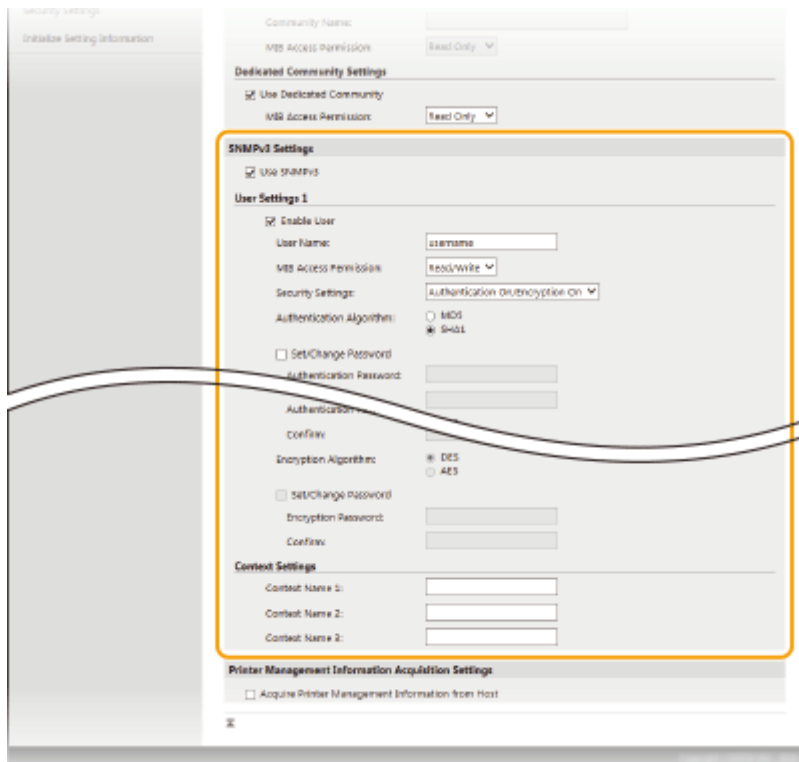 Security Settings
Initialize Setting Information
Community Name:
MIB Access Permission:
Read Only
Dedicated Community Settings
Use Dedicated Community
MIB Access Permission:
Read Only
SNMPv3 Settings
Use SNMPv3
User Settings 1
Enable User
User Name:
username
MIB Access Permission:
Read/Write
Security Settings:
Authentication On/Encryption On
Authentication Algorithm:
MD5
SHA1
Set/Change Password
Authentication Password:
Authentication
Confirm:
Encryption Algorithm:
DES
AES
Set/Change Password
Encryption Password:
Confirm:
Context Settings
Context Name 1:
Context Name 2:
Context Name 3:
Printer Management Information Acquisition Settings
Acquire Printer Management Information from Host